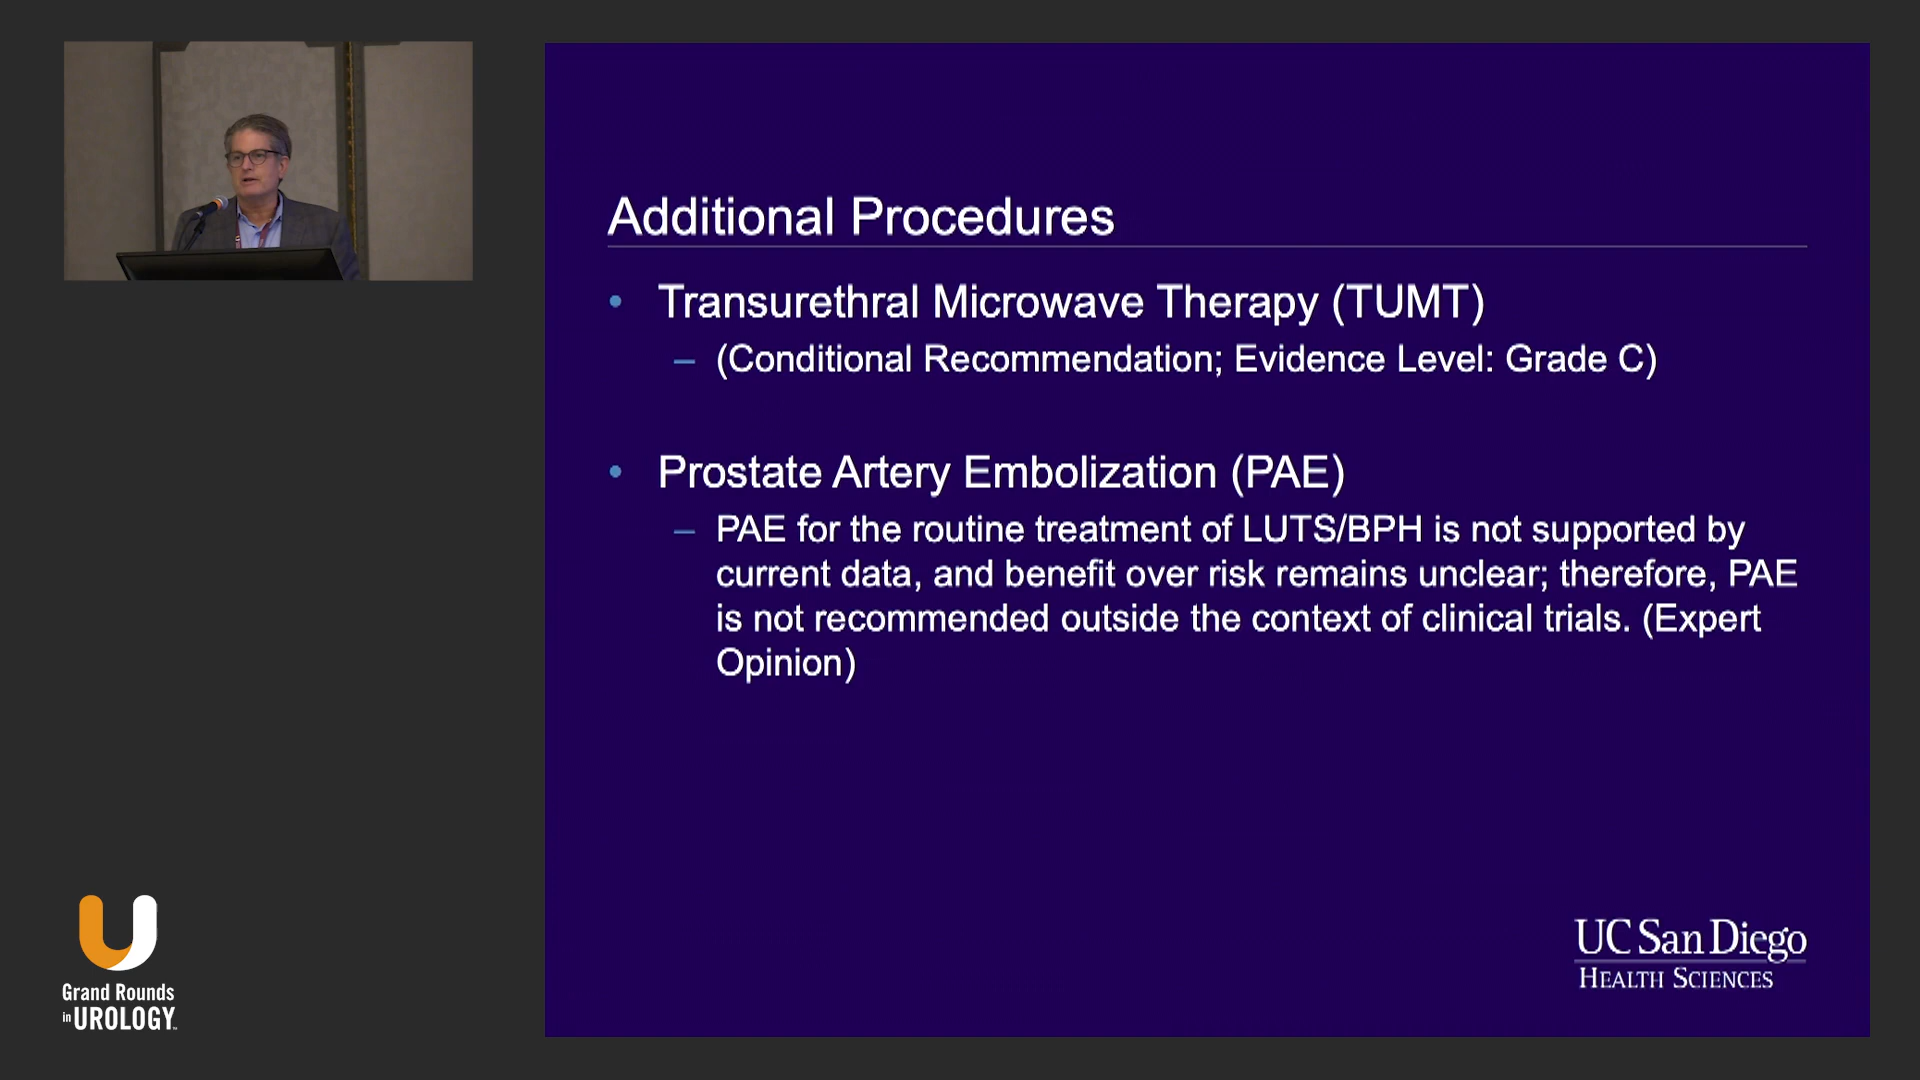 Additional Procedures
• Transurethral Microwave Therapy (TUMT)
– (Conditional Recommendation; Evidence Level: Grade C)
• Prostate Artery Embolization (PAE)
– PAE for the routine treatment of LUTS/BPH is not supported by
current data, and benefit over risk remains unclear; therefore, PAE
is not recommended outside the context of clinical trials. (Expert
Opinion)
UC San Diego
HEALTH SCIENCES
Grand Rounds
in UROLOGY™